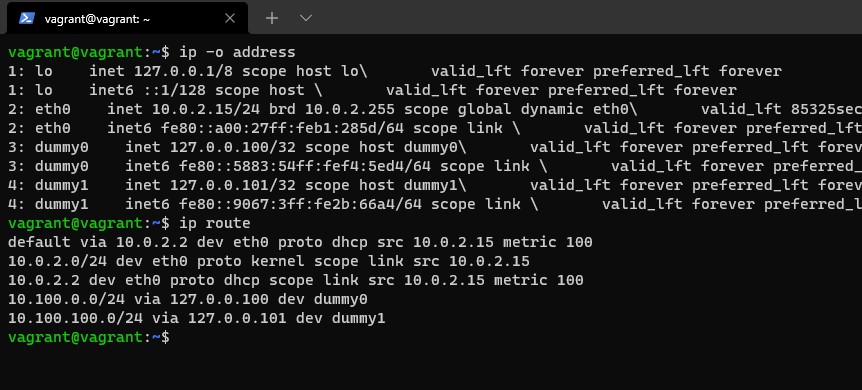 vagrant@vagrant: ~
vagrant@vagrant:~$ ip -o address
1: lo    inet 127.0.0.1/8 scope host lo\       valid_lft forever preferred_lft forever
1: lo    inet6 ::1/128 scope host \       valid_lft forever preferred_lft forever
2: eth0    inet 10.0.2.15/24 brd 10.0.2.255 scope global dynamic eth0\       valid_lft 85325sec
2: eth0    inet6 fe80::a00:27ff:feb1:285d/64 scope link \       valid_lft forever preferred_lft
3: dummy0    inet 127.0.0.100/32 scope host dummy0\       valid_lft forever preferred_lft forev
3: dummy0    inet6 fe80::5883:54ff:fef4:5ed4/64 scope link \       valid_lft forever preferred_
4: dummy1    inet 127.0.0.101/32 scope host dummy1\       valid_lft forever preferred_lft forev
4: dummy1    inet6 fe80::9067:3ff:fe2b:66a4/64 scope link \       valid_lft forever preferred_l
vagrant@vagrant:~$ ip route
default via 10.0.2.2 dev eth0 proto dhcp src 10.0.2.15 metric 100
10.0.2.0/24 dev eth0 proto kernel scope link src 10.0.2.15
10.0.2.2 dev eth0 proto dhcp scope link src 10.0.2.15 metric 100
10.100.0.0/24 via 127.0.0.100 dev dummy0
10.100.100.0/24 via 127.0.0.101 dev dummy1
vagrant@vagrant:~$